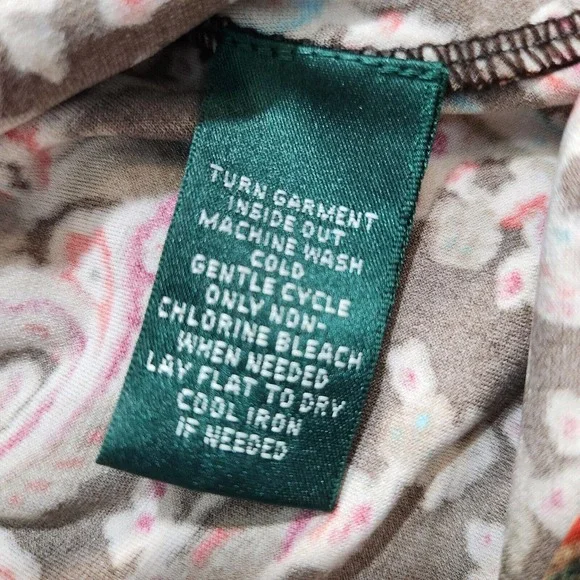 TURN GARMENT
INSIDE OUT
MACHINE WASH
COLD
GENTLE CYCLE
ONLY NON-
CHLORINE BLEACH
WHEN NEEDED
LAY FLAT TO DRY
COOL IRON
IF NEEDED